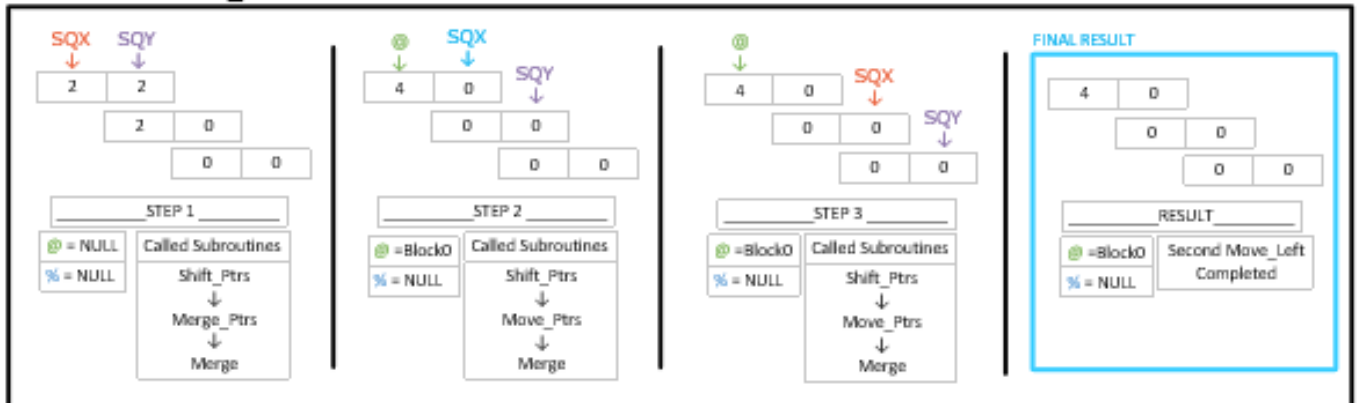 SQX SQY
2 2
2 0
0 0
STEP 1
@ = NULL
% = NULL
Called Subroutines
Shift_Ptrs
↓
Merge_Ptrs
↓
Merge
@ SQX
SQY
4 0
0 0
0 0
STEP 2
@ =Block0
% = NULL
Called Subroutines
Shift_Ptrs
↓
Move_Ptrs
↓
Merge
@
SQX
SQY
4 0
0 0
0 0
STEP 3
@ =Block0
% = NULL
Called Subroutines
Shift_Ptrs
↓
Move_Ptrs
↓
Merge
FINAL RESULT
4 0
0 0
0 0
RESULT
@ =Block0
% = NULL
Second Move_Left
Completed